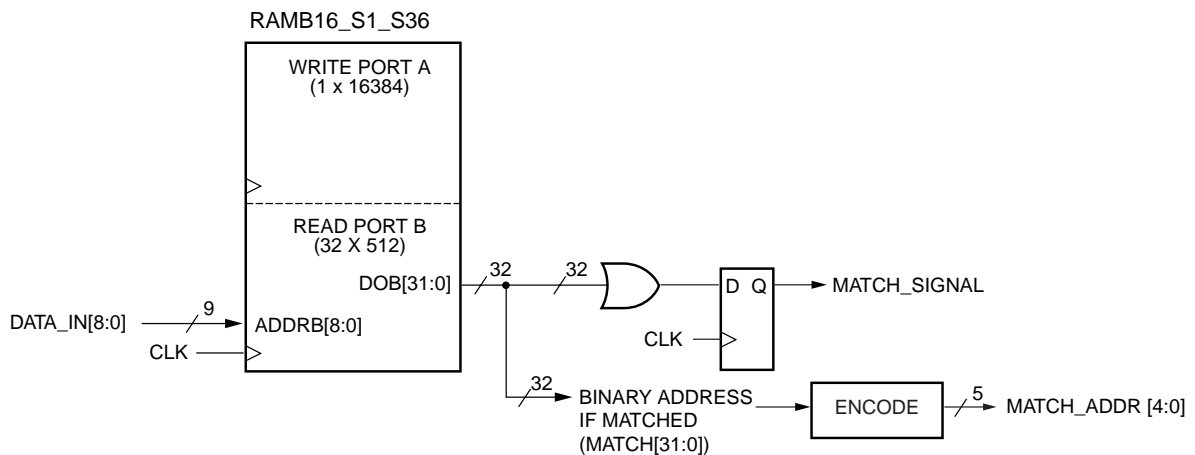 RAMB16_S1_S36
WRITE PORT A
(1 x 16384)
READ PORT B
(32 X 512)
DOB[31:0]
32
32
D Q
MATCH_SIGNAL
DATA_IN[8:0]
9
ADDRB[8:0]
CLK
CLK
32
BINARY ADDRESS
IF MATCHED
(MATCH[31:0])
ENCODE
5
MATCH_ADDR [4:0]